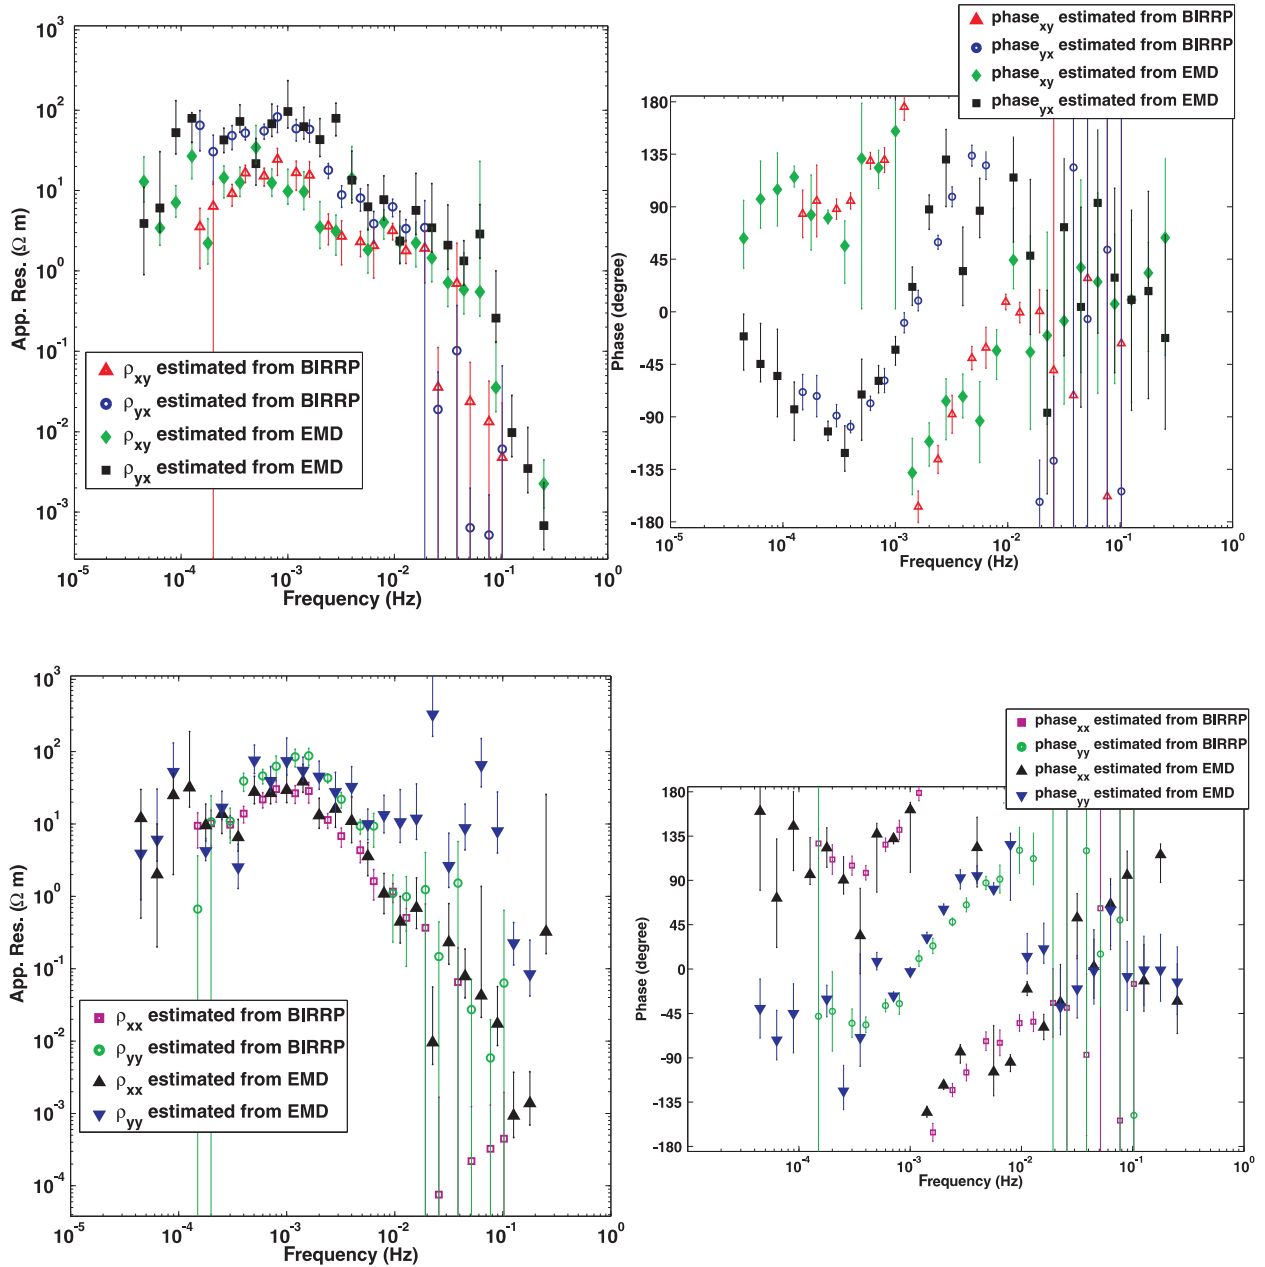 10^3
10^2
10^1
10^0
10^-1
10^-2
10^-3
App. Res. (Ω m)
ρxy estimated from BIRRP
ρyx estimated from BIRRP
ρxy estimated from EMD
ρyx estimated from EMD
10^-5 10^-4 10^-3 10^-2 10^-1 10^0
Frequency (Hz)
phasexy estimated from BIRRP
phaseyx estimated from BIRRP
phasexy estimated from EMD
phaseyx estimated from EMD
180
135
90
45
0
-45
-90
-135
-180
Phase (degree)
10^-5 10^-4 10^-3 10^-2 10^-1 10^0
Frequency (Hz)
10^3
10^2
10^1
10^0
10^-1
10^-2
10^-3
10^-4
App. Res. (Ω m)
ρxx estimated from BIRRP
ρyy estimated from BIRRP
ρxx estimated from EMD
ρyy estimated from EMD
10^-5 10^-4 10^-3 10^-2 10^-1 10^0
Frequency (Hz)
phasexx estimated from BIRRP
phaseyy estimated from BIRRP
phasexx estimated from EMD
phaseyy estimated from EMD
180
135
90
45
0
-45
-90
-135
-180
Phase (degree)
10^-4 10^-3 10^-2 10^-1 10^0
Frequency (Hz)